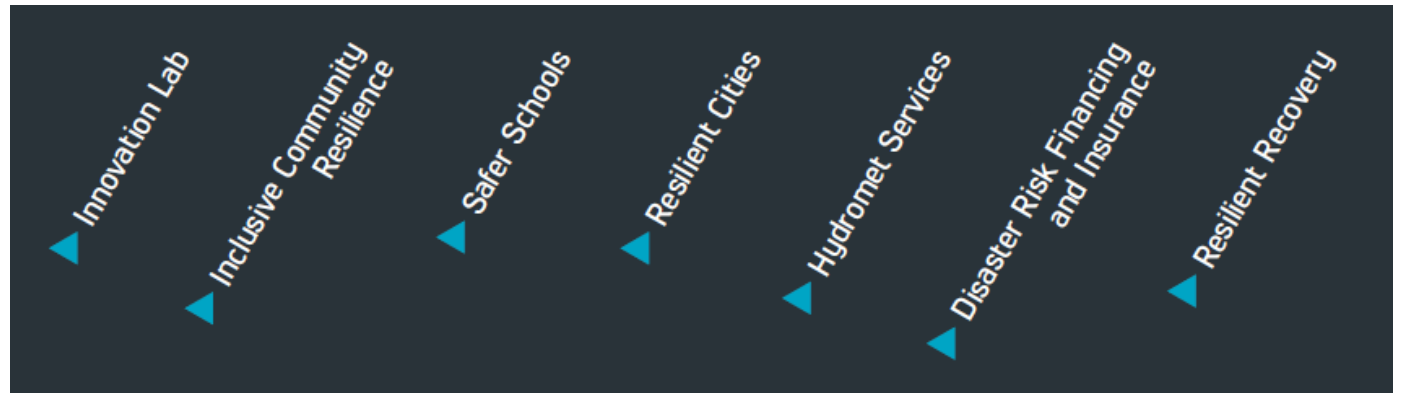 Innovation Lab
Inclusive Community
Resilience
Safer Schools
Resilient Cities
Hydromet Services
Disaster Risk Financing
and Insurance
Resilient Recovery